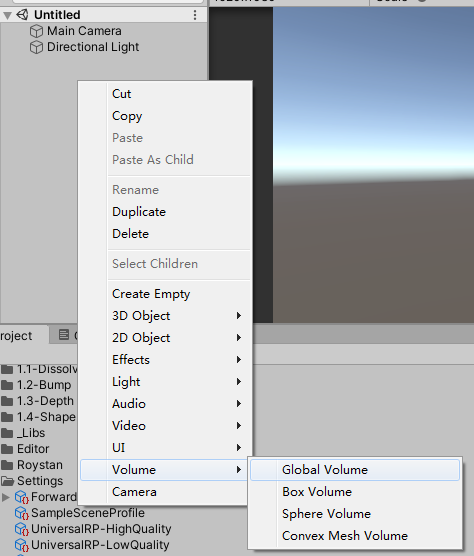 Untitled
Main Camera
Directional Light
Cut
Copy
Paste
Paste As Child
Rename
Duplicate
Delete
Select Children
Create Empty
3D Object
2D Object
Effects
Light
Audio
Video
UI
Volume
Camera
Global Volume
Box Volume
Sphere Volume
Convex Mesh Volume
roject
1.1-Dissolv
1.2-Bump
1.3-Depth
1.4-Shape
_Libs
Editor
Roystan
Settings
Forward
SampleSceneProfile
UniversalRP-HighQuality
UniversalRP-LowQuality